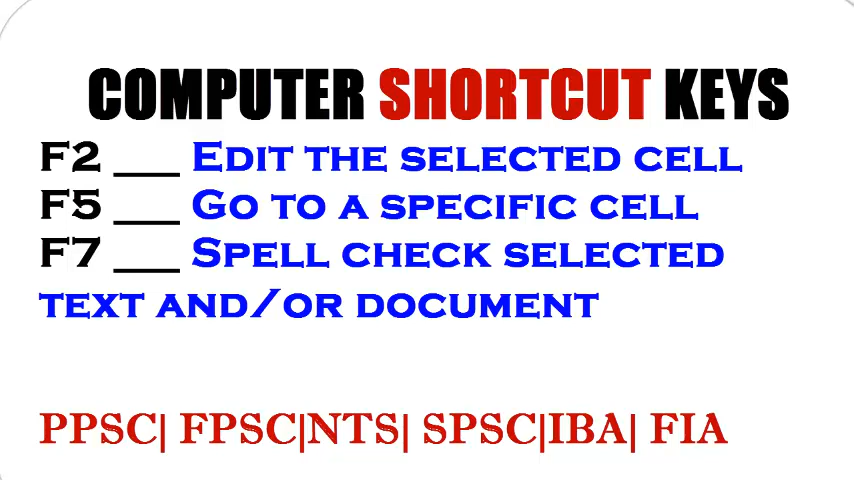 COMPUTER SHORTCUT KEYS
F2 ___ Edit the selected cell
F5 ___ Go to a specific cell
F7 ___ Spell check selected
text and/or document
PPSC| FPSC|NTS| SPSC|IBA| FIA